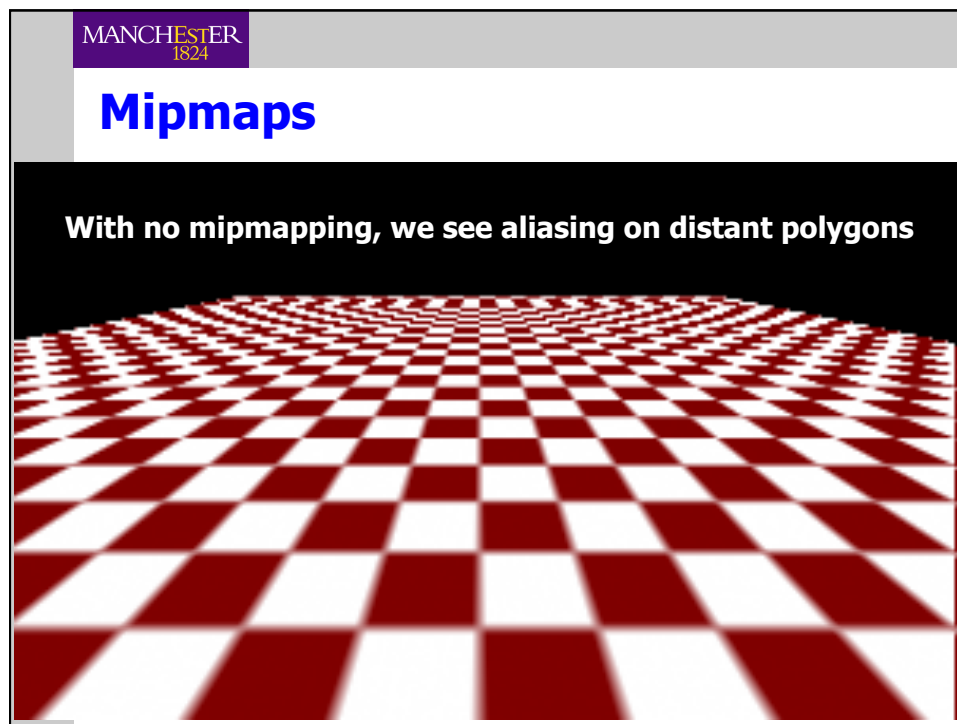 MANCHESTER
1824
Mipmaps
With no mipmapping, we see aliasing on distant polygons